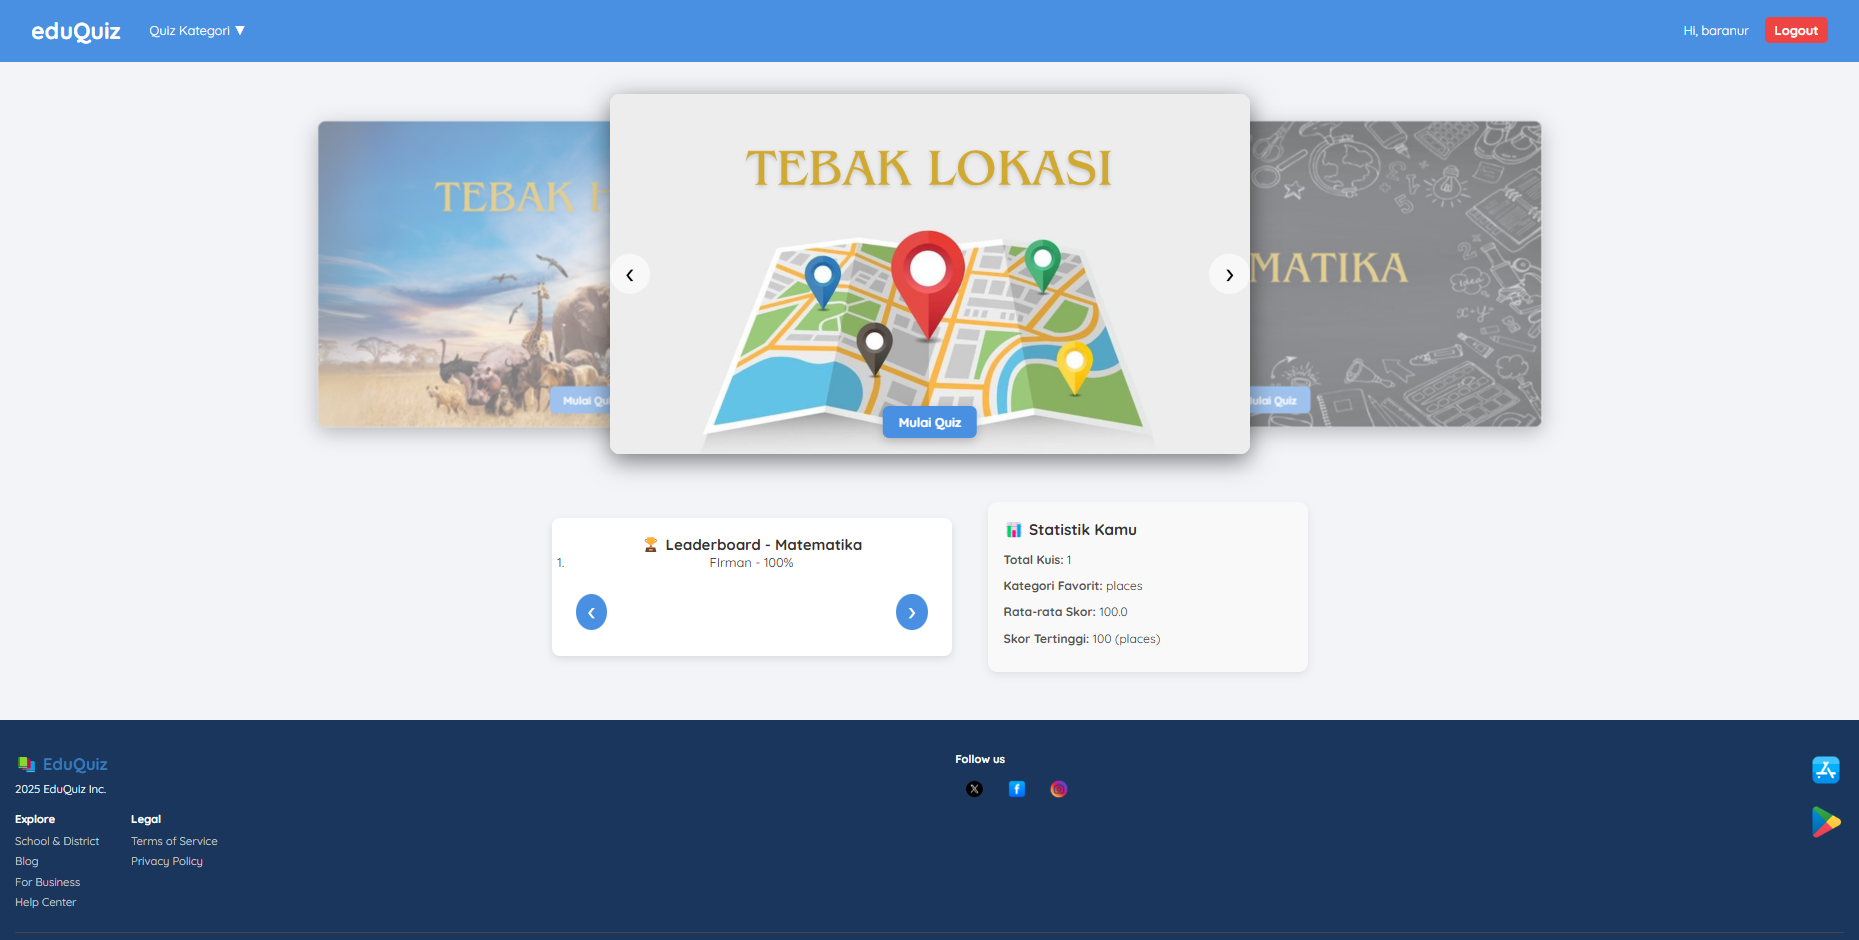 eduQuiz
Quiz Kategori ▼
Hi, baranur
Logout
TEBAK
Mulai
TEBAK LOKASI
‹
›
Mulai Quiz
MATIKA
Quiz
🏆 Leaderboard - Matematika
1. FIrman - 100%
‹
›
📊 Statistik Kamu
Total Kuis: 1
Kategori Favorit: places
Rata-rata Skor: 100.0
Skor Tertinggi: 100 (places)
EduQuiz
2025 EduQuiz Inc.
Explore
School & District
Blog
For Business
Help Center
Legal
Terms of Service
Privacy Policy
Follow us